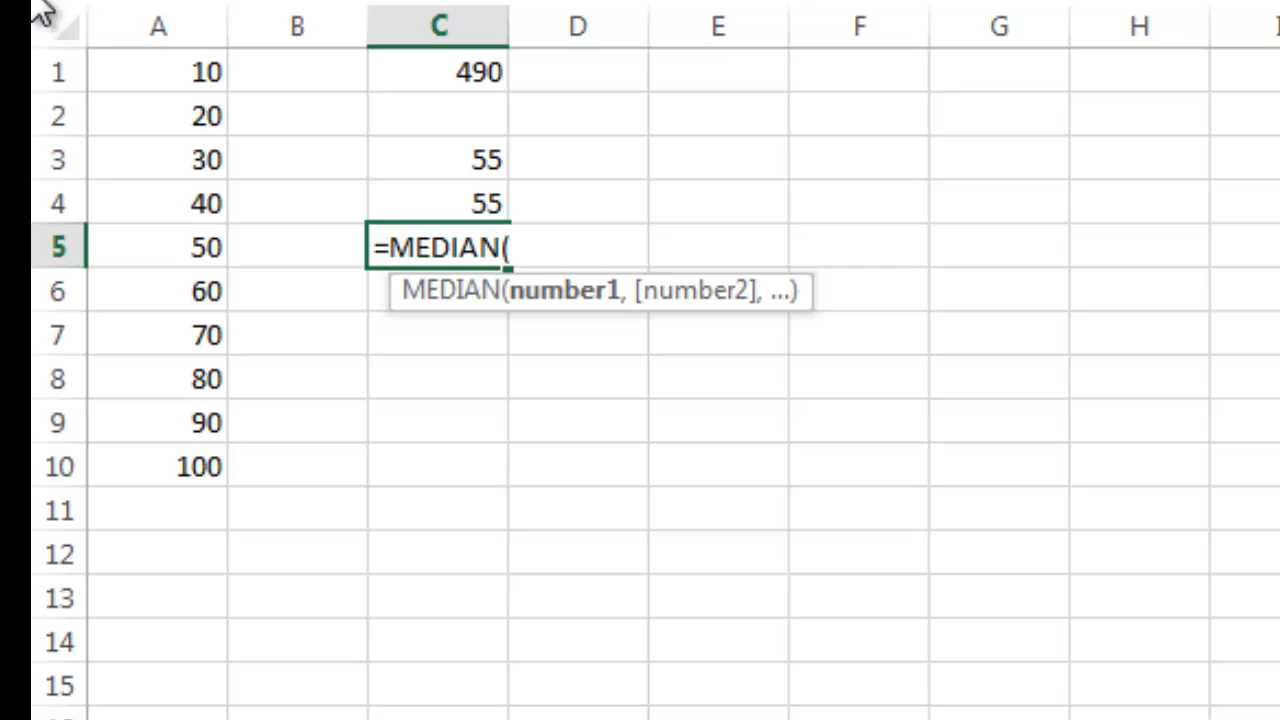 A B C D E F G H
1 10 490
2 20
3 30 55
4 40 55
5 50 =MEDIAN(
6 60 MEDIAN(number1, [number2], ...)
7 70
8 80
9 90
10 100
11
12
13
14
15